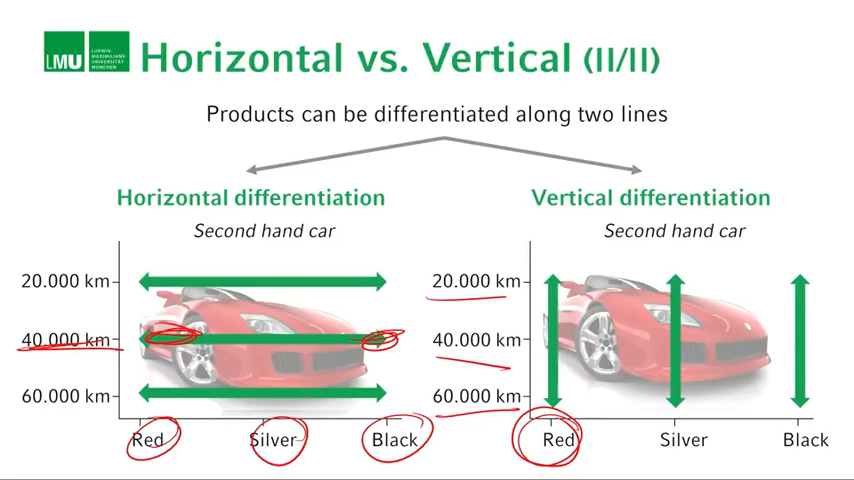 LMU
LUDWIG
MAXIMILIANS
UNIVERSITÄT
MÜNCHEN
Horizontal vs. Vertical (II/II)
Products can be differentiated along two lines
Horizontal differentiation
Second hand car
20.000 km
40.000 km
60.000 km
Red Silver Black
Vertical differentiation
Second hand car
20.000 km
40.000 km
60.000 km
Red Silver Black